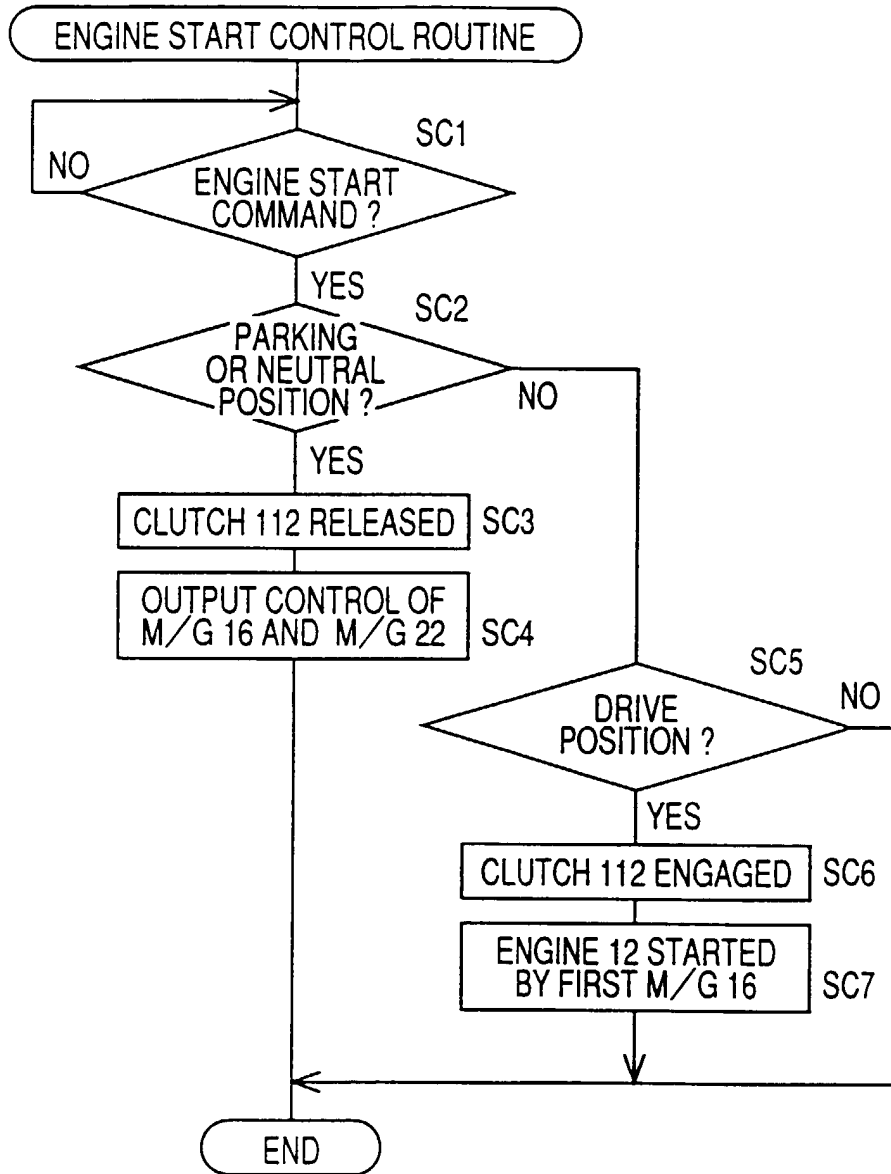 ENGINE START CONTROL ROUTINE
SC1
NO
ENGINE START
COMMAND ?
YES
SC2
PARKING
OR NEUTRAL
POSITION ?
NO
YES
CLUTCH 112 RELEASED
SC3
OUTPUT CONTROL OF
M/G 16 AND M/G 22
SC4
SC5
NO
DRIVE
POSITION ?
YES
CLUTCH 112 ENGAGED
SC6
ENGINE 12 STARTED
BY FIRST M/G 16
SC7
END